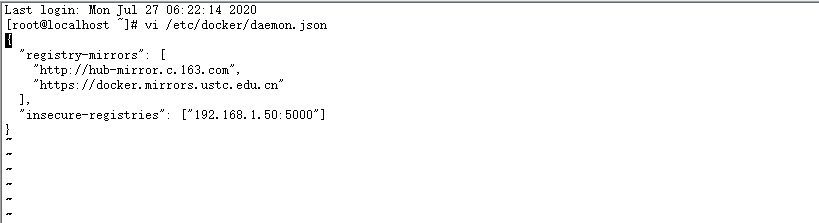 Last login: Mon Jul 27 06:22:14 2020
[root@localhost ~]# vi /etc/docker/daemon.json
{
  "registry-mirrors": [
    "http://hub-mirror.c.163.com",
    "https://docker.mirrors.ustc.edu.cn"
  ],
  "insecure-registries": ["192.168.1.50:5000"]
}
~
~
~
~
~
~